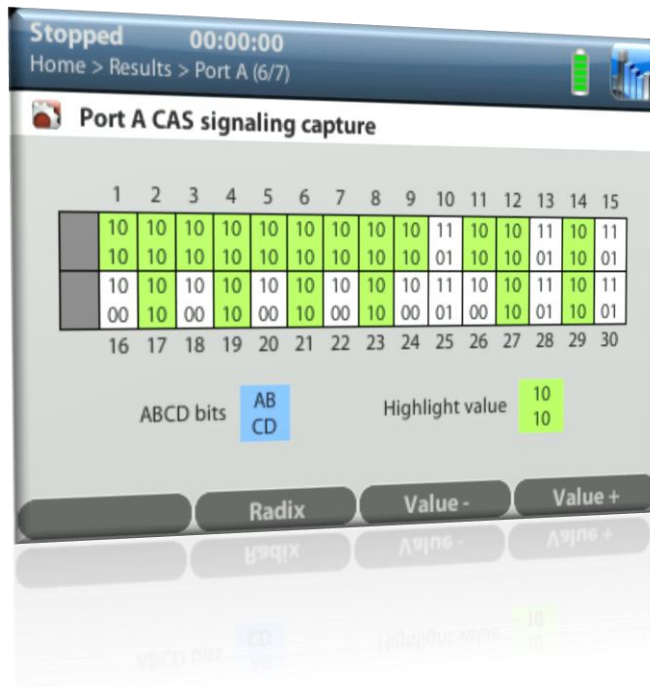 Stopped 00:00:00
Home > Results > Port A (6/7)
Port A CAS signaling capture
1 2 3 4 5 6 7 8 9 10 11 12 13 14 15
10 10 10 10 10 10 10 10 10 11 10 10 11 10 11
10 10 10 10 10 10 10 10 10 01 10 10 01 10 01
10 10 10 10 10 10 10 10 10 11 10 10 11 10 11
00 10 00 10 00 10 00 10 00 01 00 10 01 10 01
16 17 18 19 20 21 22 23 24 25 26 27 28 29 30
ABCD bits AB Highlight value 10
CD 10
Radix Value - Value +